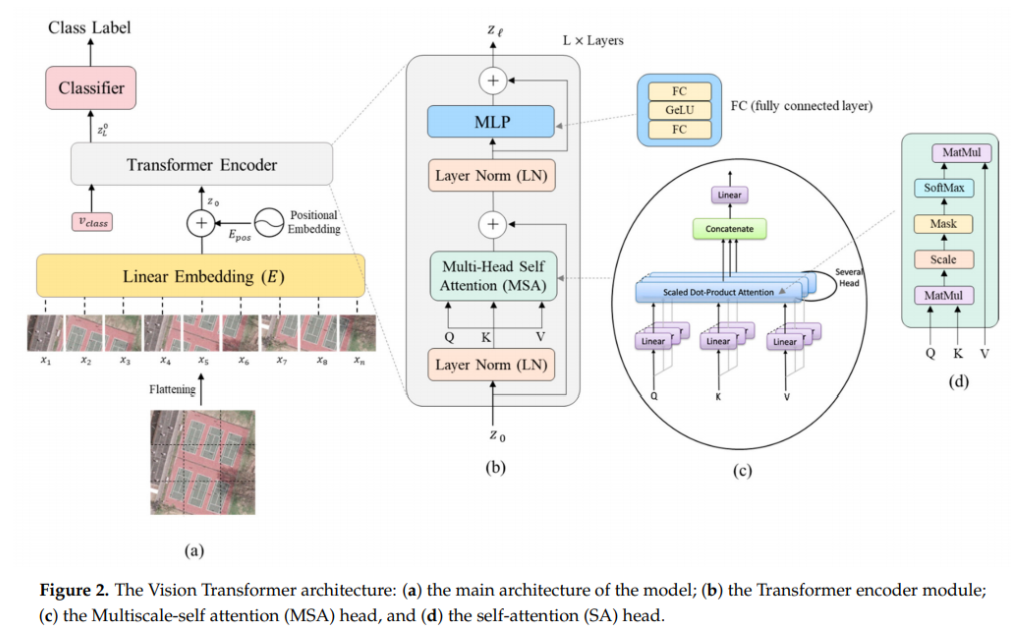 Class Label
Classifier
z_L^0
Transformer Encoder
v_class
z_0
+
E_pos
Positional
Embedding
Linear Embedding (E)
x_1 x_2 x_3 x_4 x_5 x_6 x_7 x_8 x_n
Flattening
(a)
z_ℓ
L × Layers
+
MLP
Layer Norm (LN)
+
Multi-Head Self
Attention (MSA)
Q K V
Layer Norm (LN)
z_0
(b)
FC
GeLU
FC
FC (fully connected layer)
Linear
Concatenate
Scaled Dot-Product Attention
Several
Head
Linear Linear Linear
Q K V
(c)
MatMul
SoftMax
Mask
Scale
MatMul
Q K V
(d)
Figure 2. The Vision Transformer architecture: (a) the main architecture of the model; (b) the Transformer encoder module;
(c) the Multiscale-self attention (MSA) head, and (d) the self-attention (SA) head.